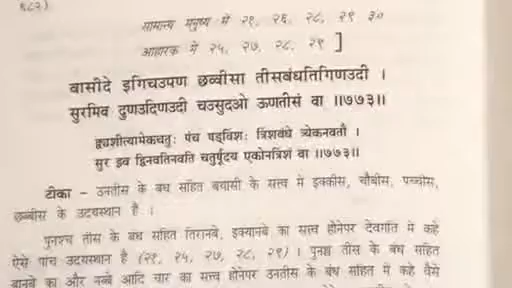 ६८२)
सामान्य मनुष्य में २१, २६, २८, २९ ३०
आहारक में २५, २७, २८, २९ ]
बासीदे इगिचउपण छव्वीसा तीसबंधतिगिणउदी ।
सुरमिव दुणउदिणउदी चउसुदओ ऊणतीसं वा ॥७७३॥
द्व्यशीत्यामेकचतुः पंच षड्विंशः त्रिंशबंधे त्र्येकनवतौ ।
सुर इव द्विनवतिनवति चतुर्षूदय एकोनत्रिंशं वा ॥७७३॥
टीका – उनतीस के बंध सहित बयासी के सत्त्व में इक्कीस, चौबीस, पच्चीस,
छब्बीस के उदयस्थान है ।
पुनश्च तीस के बंध सहित तिरानबे, इक्यानबे का सत्त्व होनेपर देवगति में कहे
ऐसे पांच उदयस्थान है (२१, २५, २७, २८, २९) । पुनश्च तीस के बंध सहित
बानबे का और नब्बे आदि चार का सत्त्व होनेपर उनतीस के बंध सहित में कहे वैसे